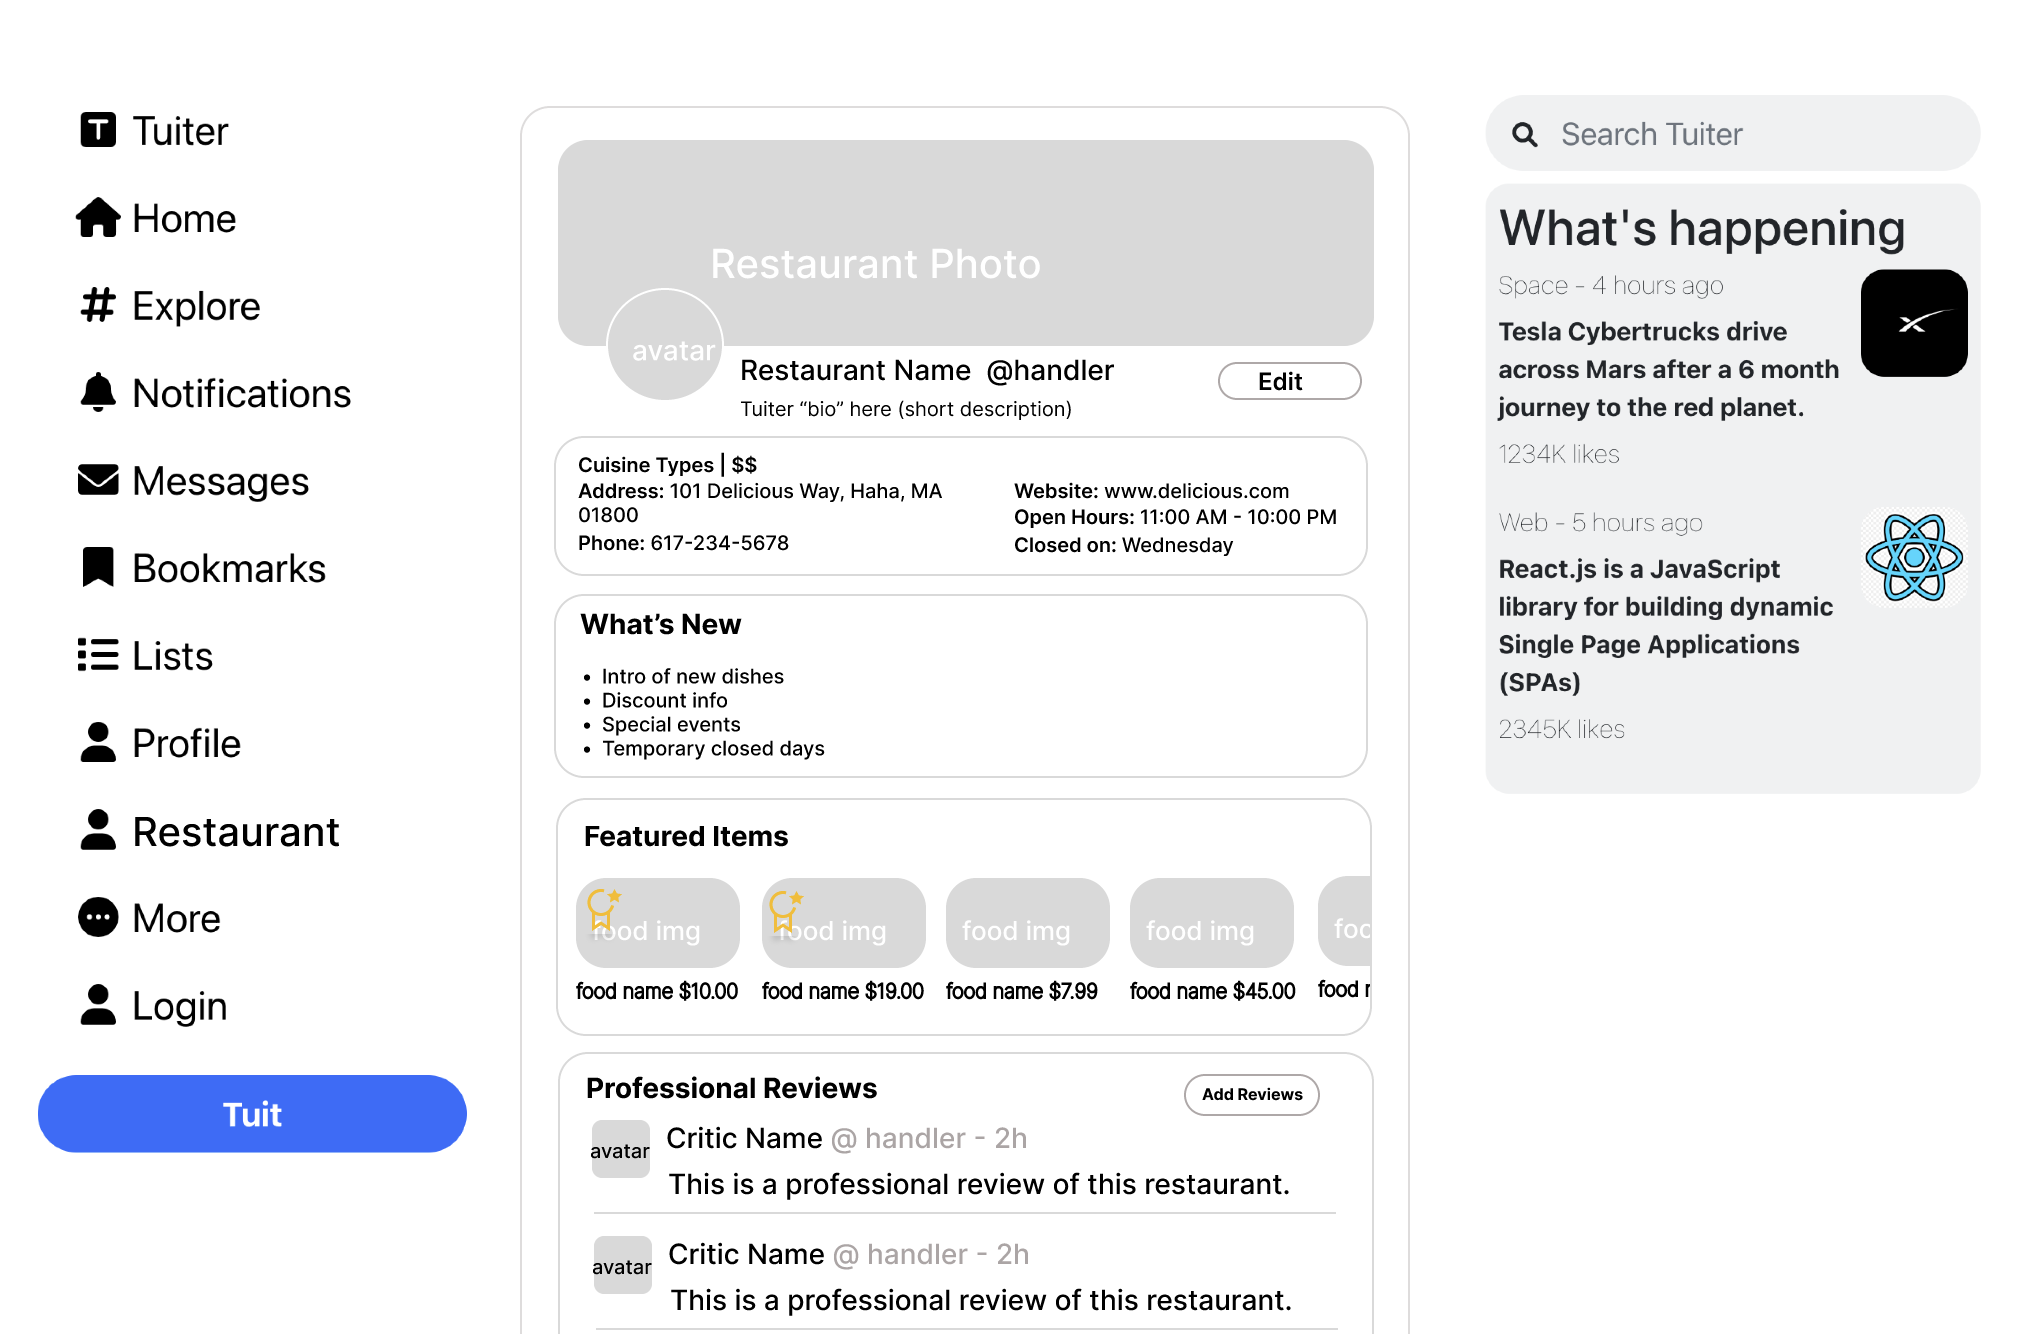 Tuiter
Home
Explore
Notifications
Messages
Bookmarks
Lists
Profile
Restaurant
More
Login
Tuit
Restaurant Photo
avatar
Restaurant Name @handler
Edit
Tuiter “bio” here (short description)
Cuisine Types | $$
Address: 101 Delicious Way, Haha, MA
01800
Phone: 617-234-5678
Website: www.delicious.com
Open Hours: 11:00 AM - 10:00 PM
Closed on: Wednesday
What’s New
• Intro of new dishes
• Discount info
• Special events
• Temporary closed days
Featured Items
food img
food img
food img
food img
foo
food name $10.00
food name $19.00
food name $7.99
food name $45.00
food n
Professional Reviews
Add Reviews
avatar
Critic Name @ handler - 2h
This is a professional review of this restaurant.
avatar
Critic Name @ handler - 2h
This is a professional review of this restaurant.
Search Tuiter
What's happening
Space - 4 hours ago
Tesla Cybertrucks drive
across Mars after a 6 month
journey to the red planet.
1234K likes
Web - 5 hours ago
React.js is a JavaScript
library for building dynamic
Single Page Applications
(SPAs)
2345K likes